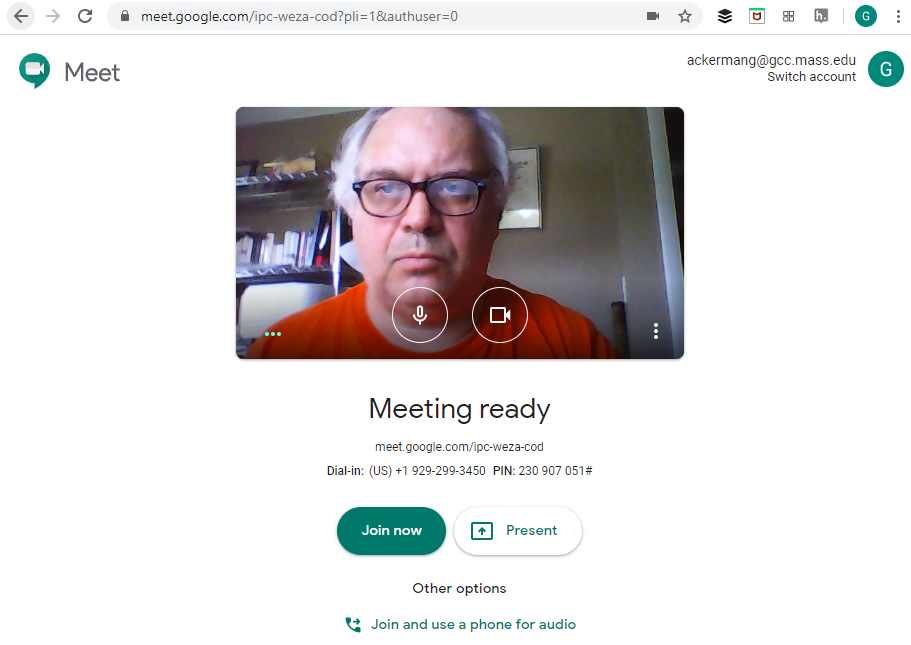 meet.google.com/ipc-weza-cod?pli=1&authuser=0
G
h.
Meet
ackermang@gcc.mass.edu
Switch account
G
Meeting ready
meet.google.com/ipc-weza-cod
Dial-in: (US) +1 929-299-3450 PIN: 230 907 051#
Join now
Present
Other options
Join and use a phone for audio